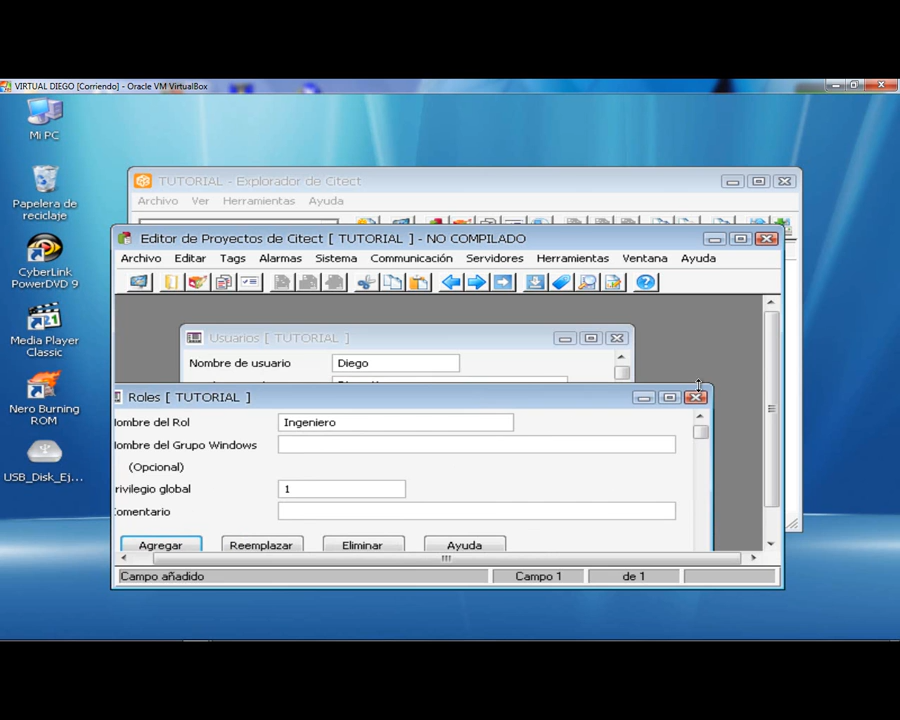 VIRTUAL DIEGO [Corriendo] - Oracle VM VirtualBox
Mi PC
Papelera de
reciclaje
CyberLink
PowerDVD 9
Media Player
Classic
Nero Burning
ROM
USB_Disk_Ej...
TUTORIAL - Explorador de Citect
Archivo Ver Herramientas Ayuda
Editor de Proyectos de Citect [ TUTORIAL ] - NO COMPILADO
Archivo Editar Tags Alarmas Sistema Comunicación Servidores Herramientas Ventana Ayuda
Usuarios [ TUTORIAL ]
Nombre de usuario Diego
Roles [ TUTORIAL ]
ombre del Rol Ingeniero
ombre del Grupo Windows
(Opcional)
rivilegio global 1
omentario
Agregar Reemplazar Eliminar Ayuda
Campo añadido Campo 1 de 1